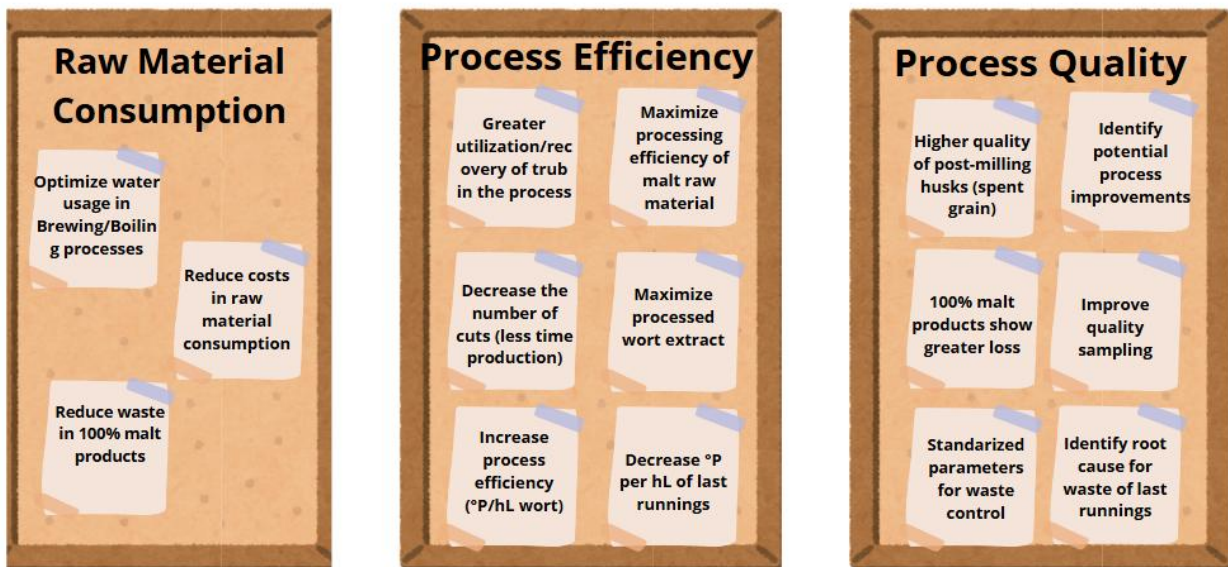 Raw Material
Consumption
Optimize water
usage in
Brewing/Boilin
g processes
Reduce costs
in raw
material
consumption
Reduce waste
in 100% malt
products
Process Efficiency
Greater
utilization/rec
overy of trub
in the process
Maximize
processing
efficiency of
malt raw
material
Decrease the
number of
cuts (less time
production)
Maximize
processed
wort extract
Increase
process
efficiency
(°P/hL wort)
Decrease °P
per hL of last
runnings
Process Quality
Higher quality
of post-milling
husks (spent
grain)
Identify
potential
process
improvements
100% malt
products show
greater loss
Improve
quality
sampling
Standarized
parameters
for waste
control
Identify root
cause for
waste of last
runnings